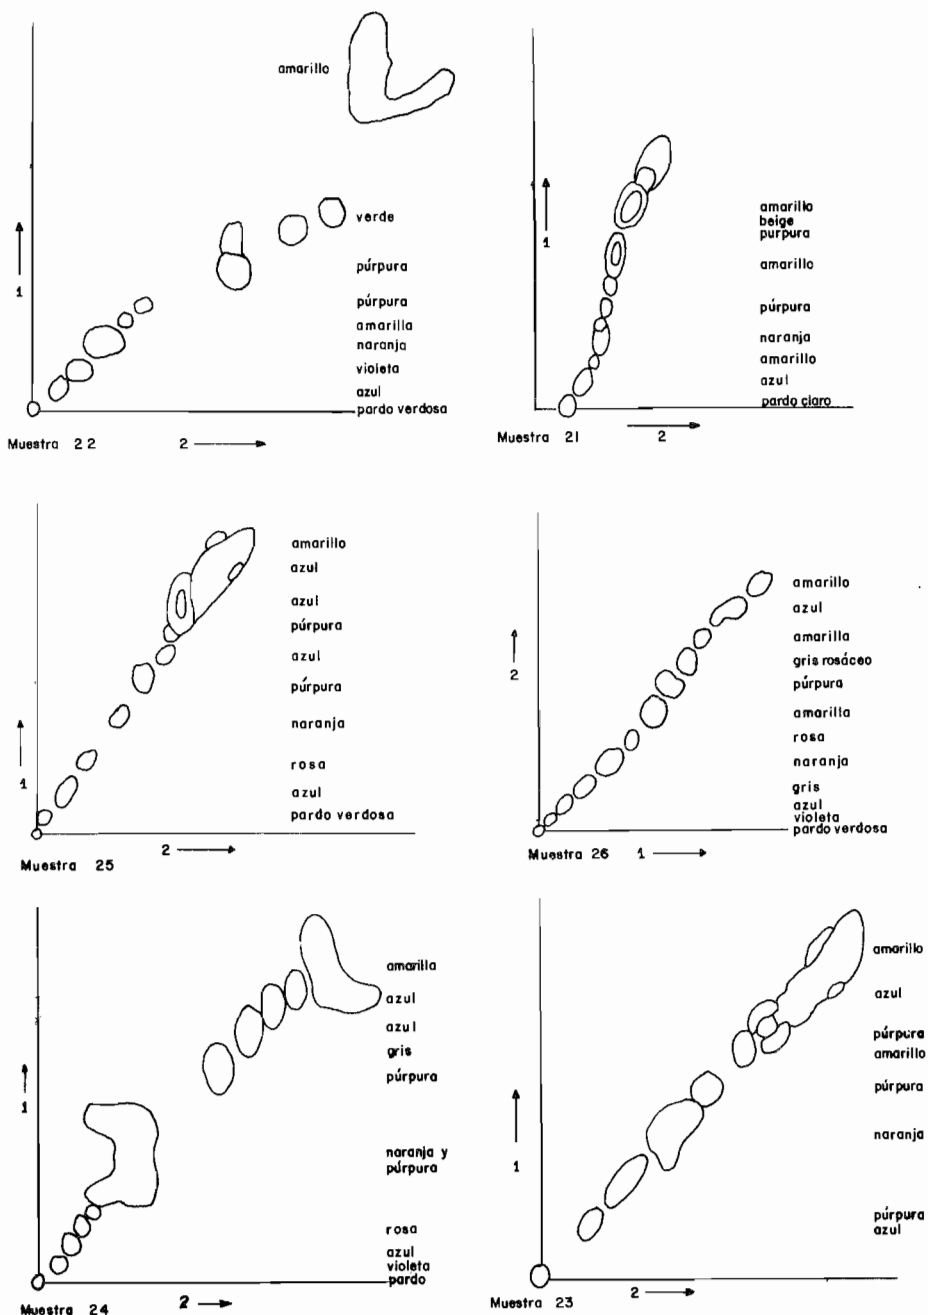 amarillo
verde
púrpura
púrpura
amarilla
naranja
violeta
azul
pardo verdosa
1
Muestra 22
2
amarillo
beige
purpura
amarillo
púrpura
naranja
amarillo
azul
pardo claro
1
Muestra 21
2
amarillo
azul
azul
púrpura
azul
púrpura
naranja
rosa
azul
pardo verdosa
1
Muestra 25
2
amarillo
azul
amarilla
gris rosáceo
púrpura
amarilla
rosa
naranja
gris
azul
violeta
pardo verdosa
2
Muestra 26
1
amarilla
azul
azul
gris
púrpura
naranja y
púrpura
rosa
azul
violeta
pardo
1
Muestra 24
2
amarillo
azul
púrpura
amarillo
púrpura
naranja
púrpura
azul
1
Muestra 23
2